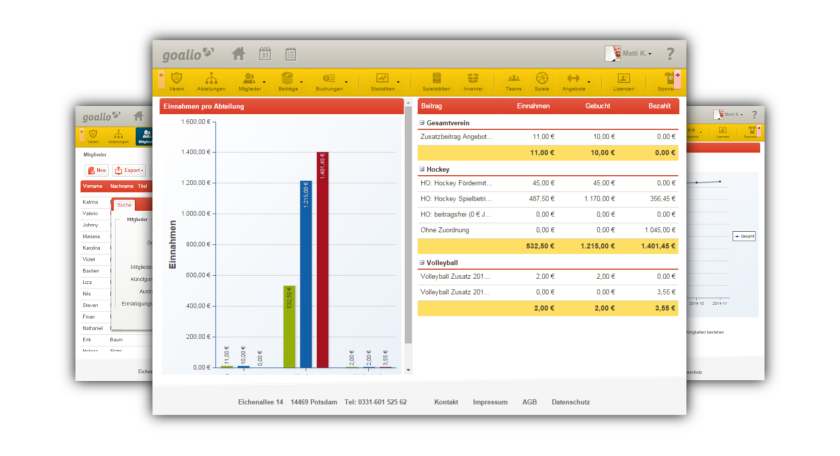 goalio
Matti K.
?
Verein Abteilungen Mitglieder Beiträge Buchungen Statistiken Spielstätten Inventar Teams Spiele Angebote Lizenzen
Einnahmen pro Abteilung
1.600,00 €
1.400,00 €
1.200,00 €
1.000,00 €
800,00 €
600,00 €
400,00 €
200,00 €
0,00 €
Einnahmen
11,00 €
10,00 €
0,00 €
532,50 €
1.215,00 €
1.401,45 €
2,00 €
2,00 €
3,55 €
Beitrag Einnahmen Gebucht Bezahlt
Gesamtverein
Zusatzbeitrag Angebot... 11,00 € 10,00 € 0,00 €
11,00 € 10,00 € 0,00 €
Hockey
HO: Hockey Fördermit... 45,00 € 45,00 € 0,00 €
HO: Hockey Spielbetri... 487,50 € 1.170,00 € 356,45 €
HO: beitragsfrei (0 € J... 0,00 € 0,00 € 0,00 €
Ohne Zuordnung 0,00 € 0,00 € 1.045,00 €
532,50 € 1.215,00 € 1.401,45 €
Volleyball
Volleyball Zusatz 201... 2,00 € 2,00 € 0,00 €
Volleyball Zusatz 201... 0,00 € 0,00 € 3,55 €
2,00 € 2,00 € 3,55 €
Eichenallee 14 14469 Potsdam Tel: 0331.601 525 62 Kontakt Impressum AGB Datenschutz
goalio
Verein Abteilungen
Mitglieder
Neu Export
Vorname Nachname Titel
Suche
Mitglieder
Katrina
Valerio
Johnny
Mariana
Karolina
Violet
Bastian
Liza
Nils
Steven
Finan
Nathaniel
Erik Baum
Matti K.
?
Gesamt
2014-10 2014-11